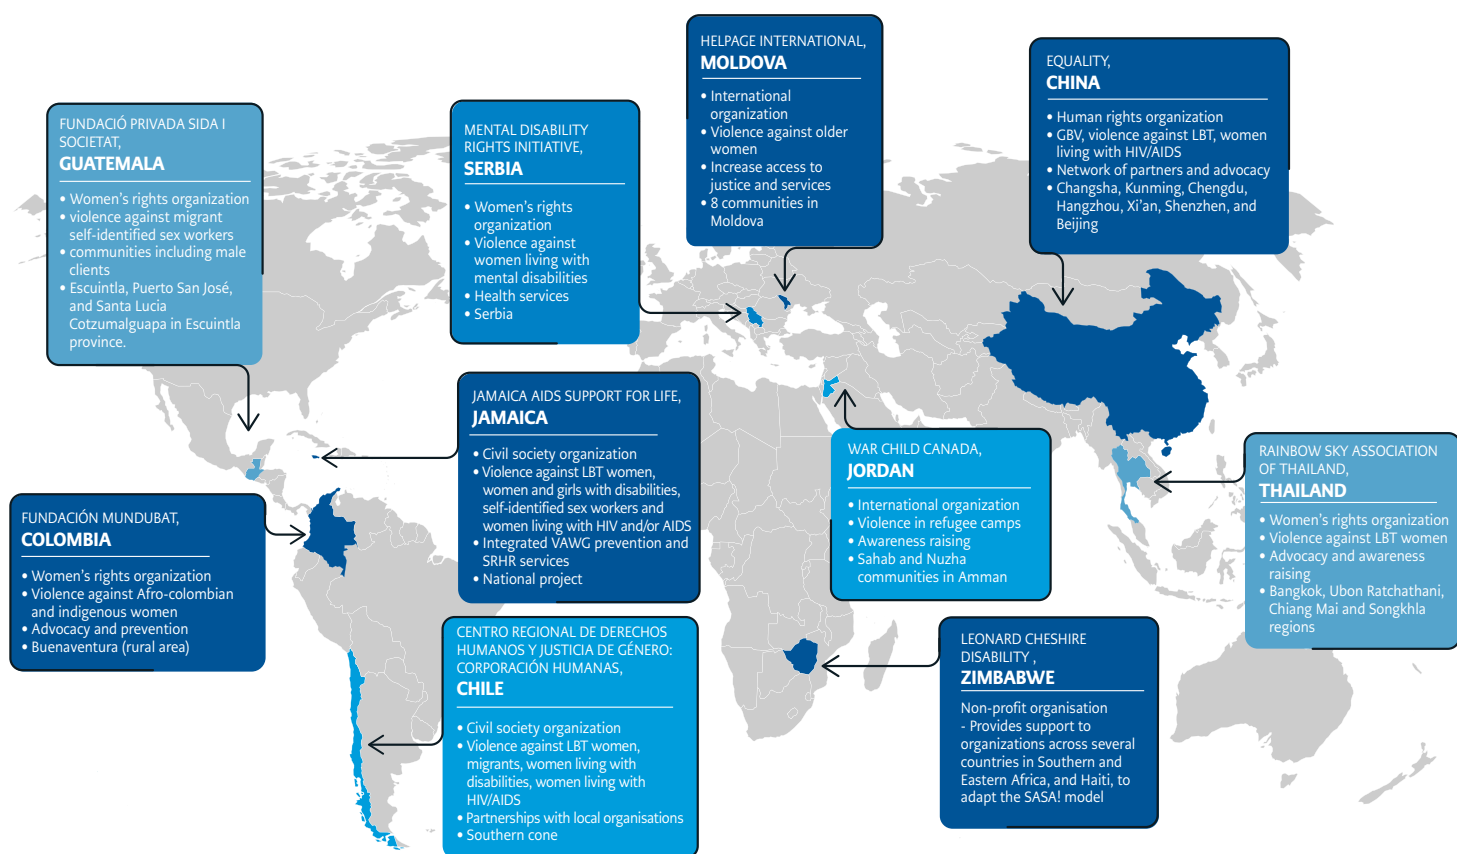 HELPAGE INTERNATIONAL,
MOLDOVA
• International
organization
• Violence against older
women
• Increase access to
justice and services
• 8 communities in
Moldova
EQUALITY,
CHINA
• Human rights organization
• GBV, violence against LBT, women
living with HIV/AIDS
• Network of partners and advocacy
• Changsha, Kunming, Chengdu,
Hangzhou, Xi'an, Shenzhen, and
Beijing
FUNDACIÓ PRIVADA SIDA I
SOCIETAT,
GUATEMALA
• Women's rights organization
• violence against migrant
self-identified sex workers
• communities including male
clients
• Escuintla, Puerto San José,
and Santa Lucia
Cotzumalguapa in Escuintla
province.
MENTAL DISABILITY
RIGHTS INITIATIVE,
SERBIA
• Women's rights
organization
• Violence against
women living with
mental disabilities
• Health services
• Serbia
JAMAICA AIDS SUPPORT FOR LIFE,
JAMAICA
• Civil society organization
• Violence against LBT women,
women and girls with disabilities,
self-identified sex workers and
women living with HIV and/or AIDS
• Integrated VAWG prevention and
SRHR services
• National project
WAR CHILD CANADA,
JORDAN
• International organization
• Violence in refugee camps
• Awareness raising
• Sahab and Nuzha
communities in Amman
RAINBOW SKY ASSOCIATION
OF THAILAND,
THAILAND
• Women's rights organization
• Violence against LBT women
• Advocacy and awareness
raising
• Bangkok, Ubon Ratchathani,
Chiang Mai and Songkhla
regions
FUNDACIÓN MUNDUBAT,
COLOMBIA
• Women's rights organization
• Violence against Afro-colombian
and indigenous women
• Advocacy and prevention
• Buenaventura (rural area)
CENTRO REGIONAL DE DERECHOS
HUMANOS Y JUSTICIA DE GÉNERO:
CORPORACIÓN HUMANAS,
CHILE
• Civil society organization
• Violence against LBT women,
migrants, women living with
disabilities, women living with
HIV/AIDS
• Partnerships with local organisations
• Southern cone
LEONARD CHESHIRE
DISABILITY ,
ZIMBABWE
Non-profit organisation
- Provides support to
organizations across several
countries in Southern and
Eastern Africa, and Haiti, to
adapt the SASA! model